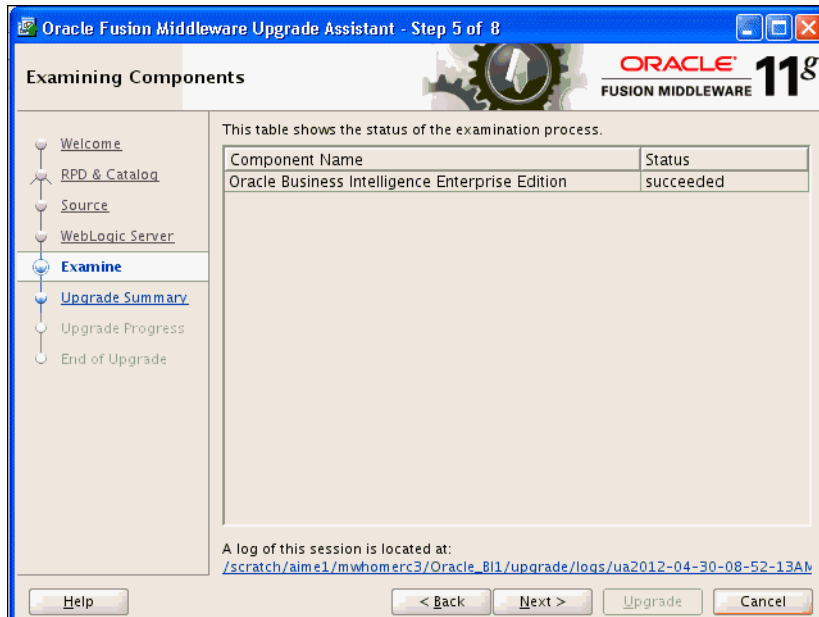 Oracle Fusion Middleware Upgrade Assistant - Step 5 of 8
Examining Components
ORACLE
FUSION MIDDLEWARE 11g
Welcome
RPD & Catalog
Source
WebLogic Server
Examine
Upgrade Summary
Upgrade Progress
End of Upgrade
This table shows the status of the examination process.
Component Name Status
Oracle Business Intelligence Enterprise Edition succeeded
A log of this session is located at:
/scratch/aime1/mwhomerc3/Oracle_BI1/upgrade/logs/ua2012-04-30-08-52-13AM
Help < Back Next > Upgrade Cancel